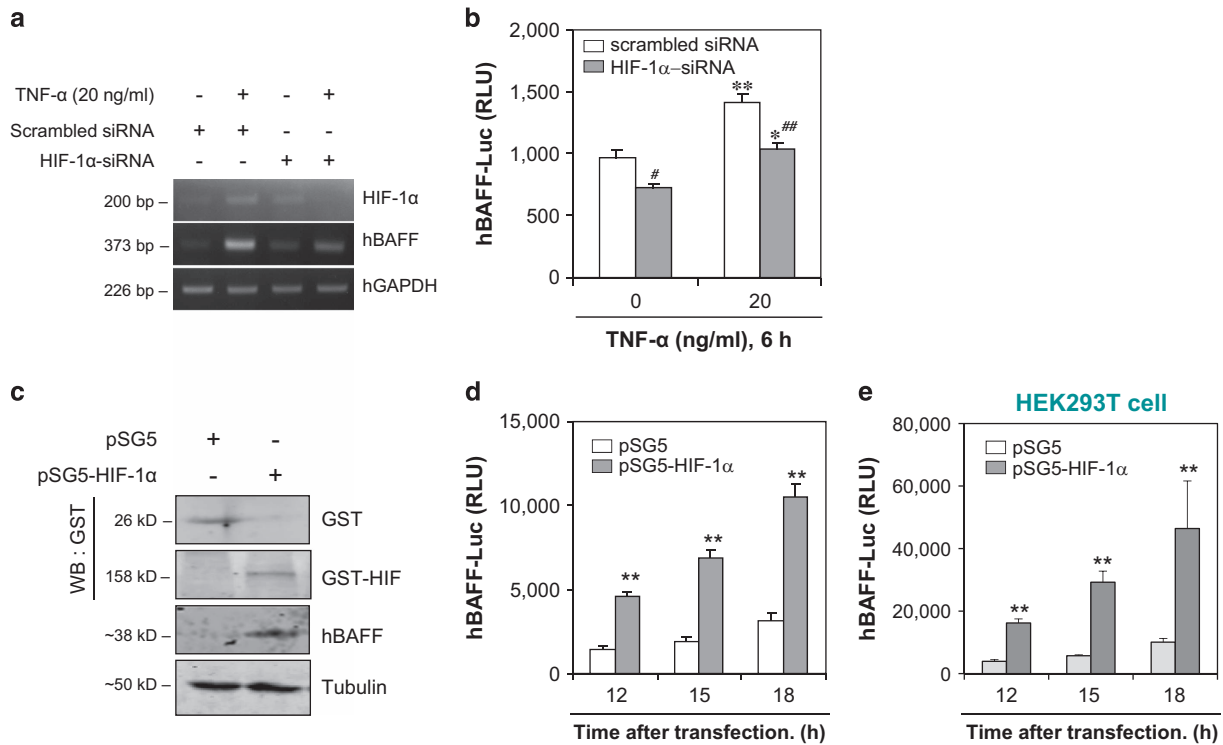 a
TNF-α (20 ng/ml) - + - +
Scrambled siRNA + + - -
HIF-1α-siRNA - - + +
200 bp – HIF-1α
373 bp – hBAFF
226 bp – hGAPDH
b
hBAFF-Luc (RLU)
2,000
1,500
1,000
500
0
scrambled siRNA
HIF-1α–siRNA
#
**
*##
0 20
TNF-α (ng/ml), 6 h
c
pSG5 + -
pSG5-HIF-1α - +
WB : GST
26 kD – GST
158 kD – GST-HIF
~38 kD – hBAFF
~50 kD – Tubulin
d
hBAFF-Luc (RLU)
15,000
10,000
5,000
0
pSG5
pSG5-HIF-1α
**
**
**
12 15 18
Time after transfection. (h)
e
HEK293T cell
hBAFF-Luc (RLU)
80,000
60,000
40,000
20,000
0
pSG5
pSG5-HIF-1α
**
**
**
12 15 18
Time after transfection. (h)